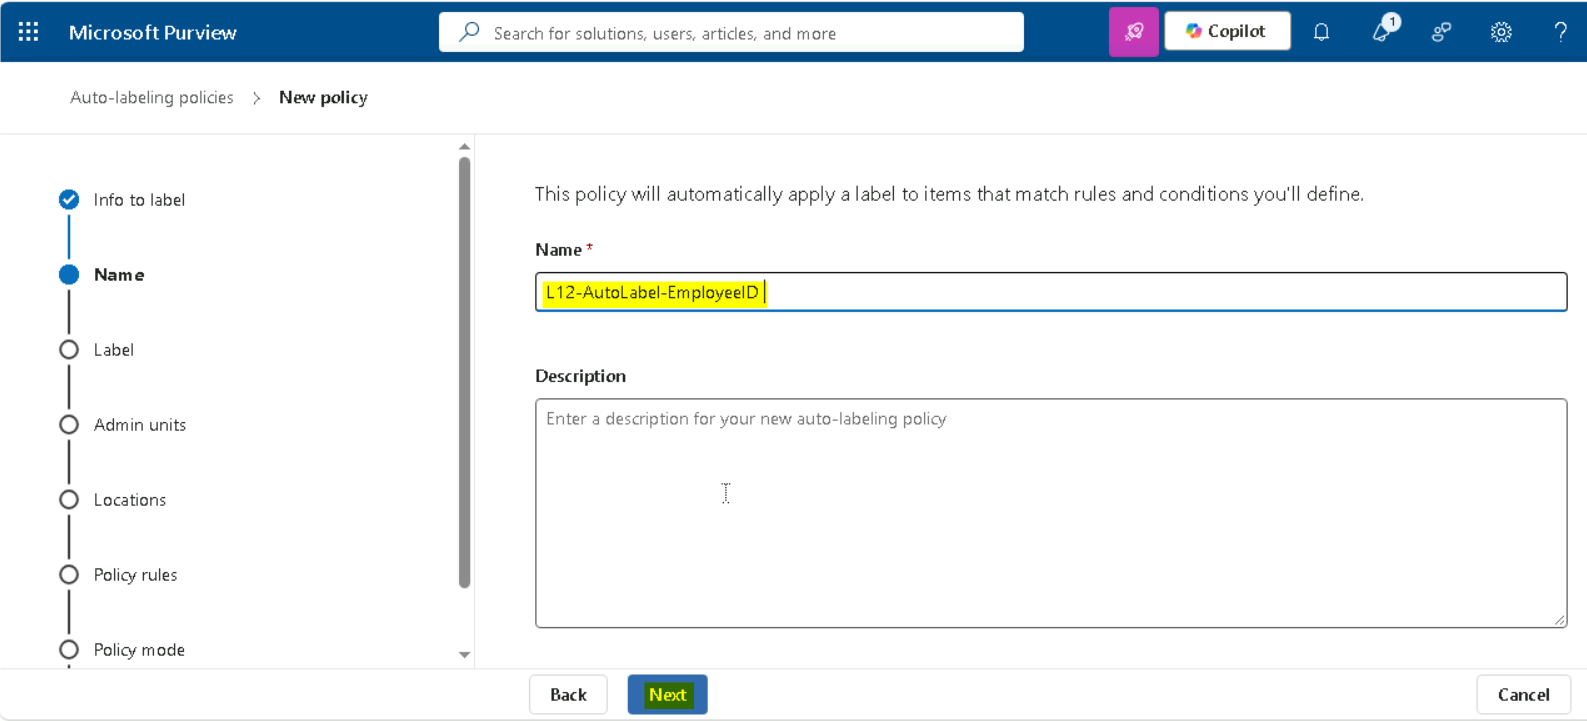 Microsoft Purview
Search for solutions, users, articles, and more
Copilot
1
?
Auto-labeling policies > New policy
Info to label
Name
Label
Admin units
Locations
Policy rules
Policy mode
This policy will automatically apply a label to items that match rules and conditions you'll define.
Name *
L12-AutoLabel-EmployeeID
Description
Enter a description for your new auto-labeling policy
Back
Next
Cancel